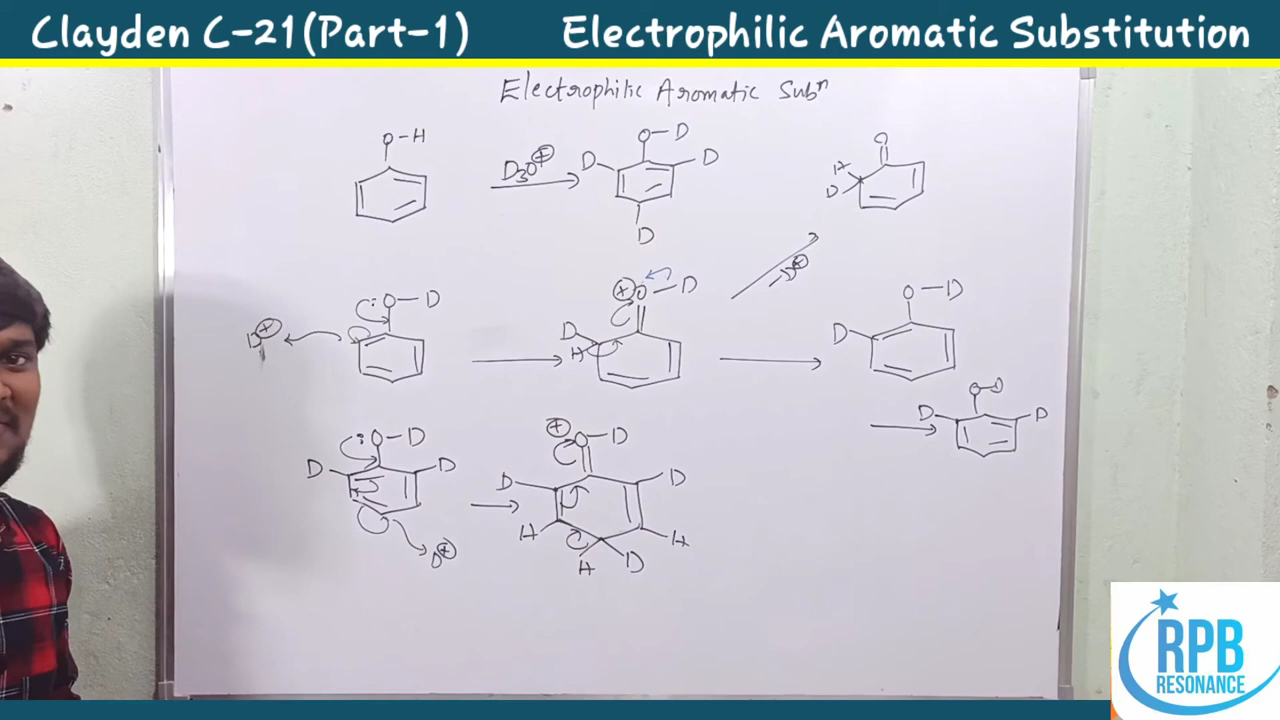 Clayden C-21(Part-1) Electrophilic Aromatic Substitution
Electrophilic Aromatic Subⁿ
O-H
D₃O⊕
O-D
D
D
D
O
H
D
-D⊕
D⊕
:O-D
⊕O-D
D
H
O-D
D
O-D
D
D
:O-D
D
D
D⊕
⊕
O-D
D
D
H
H
H
D
RPB
RESONANCE